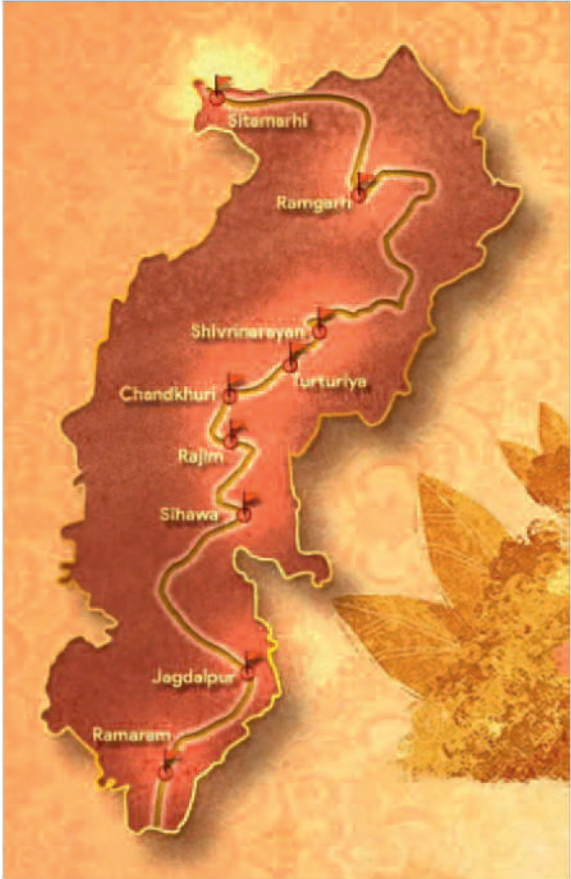 Sitamarhi
Ramgarh
Shivrinarayan
Turturiya
Chandkhuri
Rajim
Sihawa
Jagdalpur
Ramaram